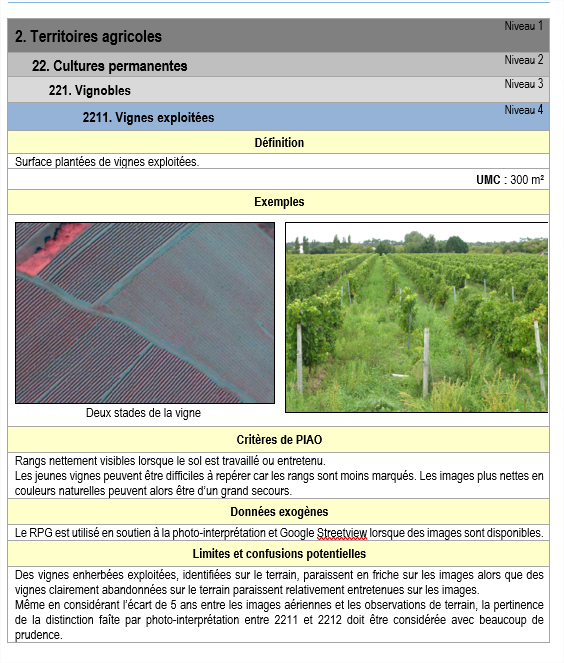 2. Territoires agricoles
Niveau 1
22. Cultures permanentes
Niveau 2
221. Vignobles
Niveau 3
2211. Vignes exploitées
Niveau 4
Définition
Surface plantées de vignes exploitées.
UMC : 300 m²
Exemples
Deux stades de la vigne
Critères de PIAO
Rangs nettement visibles lorsque le sol est travaillé ou entretenu.
Les jeunes vignes peuvent être difficiles à repérer car les rangs sont moins marqués. Les images plus nettes en
couleurs naturelles peuvent alors être d’un grand secours.
Données exogènes
Le RPG est utilisé en soutien à la photo-interprétation et Google Streetview lorsque des images sont disponibles.
Limites et confusions potentielles
Des vignes enherbées exploitées, identifiées sur le terrain, paraissent en friche sur les images alors que des
vignes clairement abandonnées sur le terrain paraissent relativement entretenues sur les images.
Même en considérant l’écart de 5 ans entre les images aériennes et les observations de terrain, la pertinence
de la distinction faîte par photo-interprétation entre 2211 et 2212 doit être considérée avec beaucoup de
prudence.